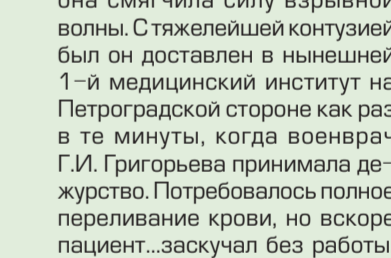 она смягчила силу взрывной
волны. С тяжелейшей контузией
был он доставлен в нынешней
1-й медицинский институт на
Петроградской стороне как раз
в те минуты, когда военврач
Г.И. Григорьева принимала де-
журство. Потребовалось полное
переливание крови, но вскоре
пациент...заскучал без работы